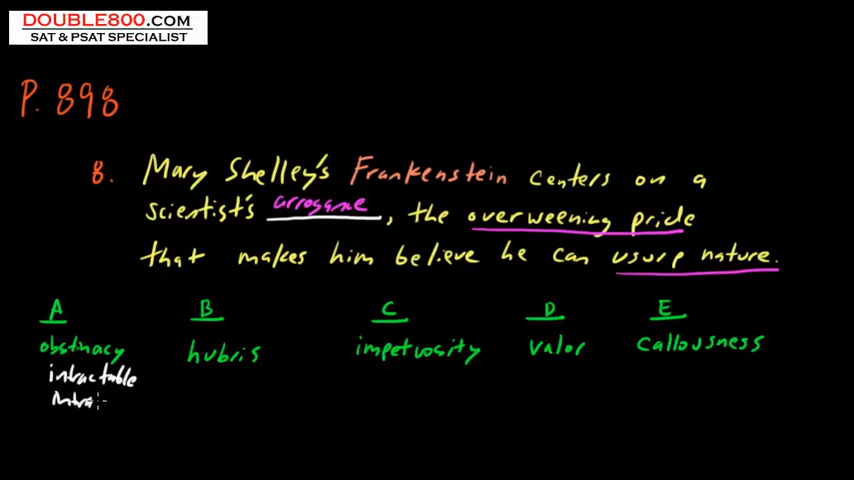 DOUBLE800.COM
SAT & PSAT SPECIALIST
P. 898
8. Mary Shelley's Frankenstein centers on a
scientist's arrogance, the overweening pride
that makes him believe he can usurp nature.
A B C D E
obstinacy hubris impetuosity valor callousness
intractable
intra